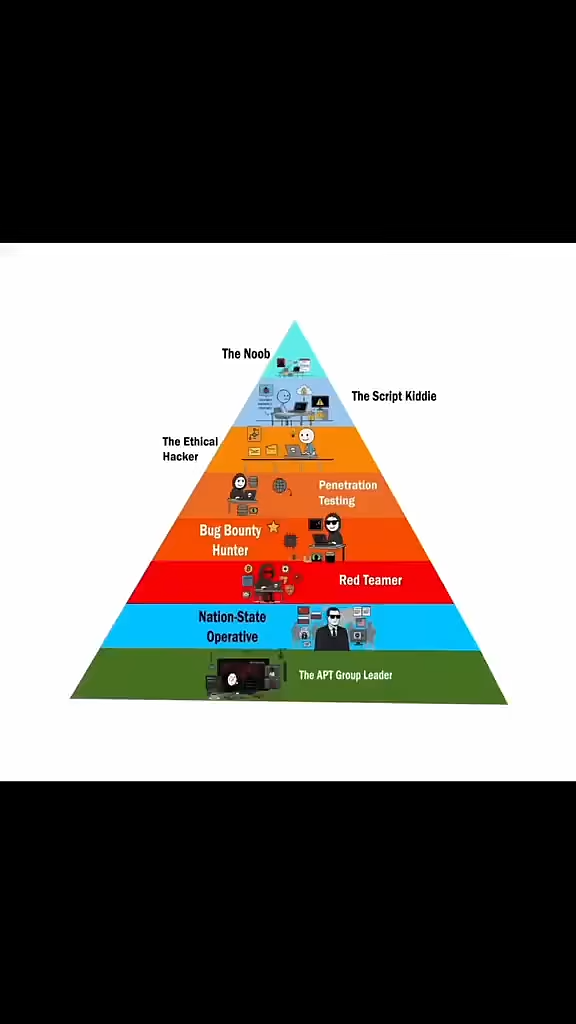 The Noob
The Script Kiddie
The Ethical
Hacker
Penetration
Testing
Bug Bounty
Hunter
Red Teamer
Nation-State
Operative
The APT Group Leader